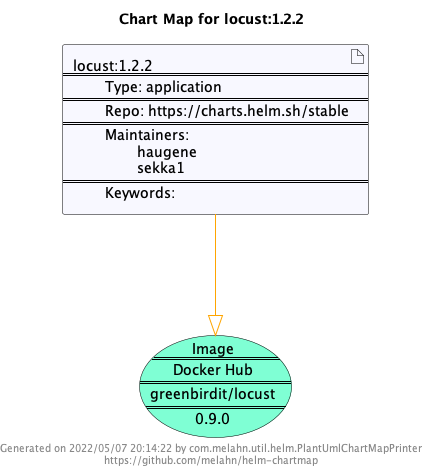 Chart Map for locust:1.2.2
locust:1.2.2
Type: application
Repo: https://charts.helm.sh/stable
Maintainers:
haugene
sekka1
Keywords:
Image
Docker Hub
greenbirdit/locust
0.9.0
Generated on 2022/05/07 20:14:22 by com.melahn.util.helm.PlantUmlChartMapPrinter
https://github.com/melahn/helm-chartmap